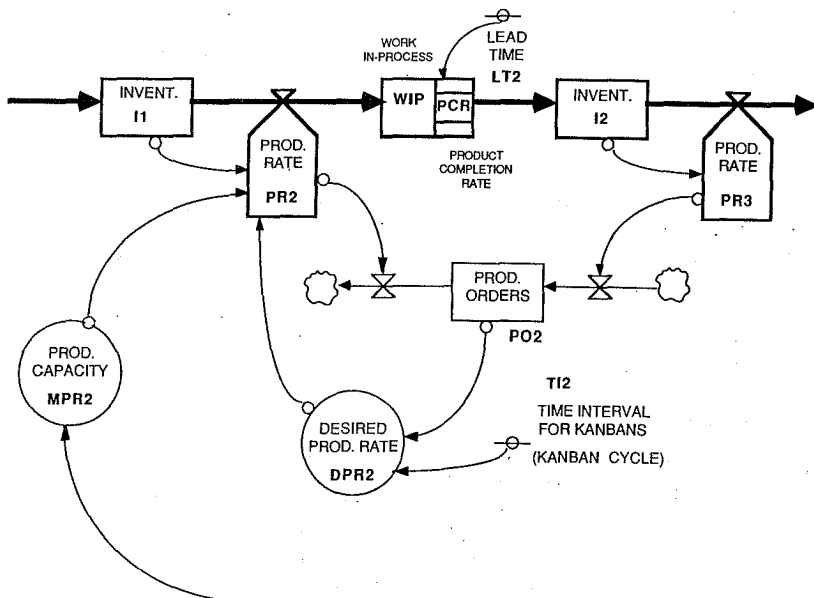 WORK
IN-PROCESS
LEAD
TIME
LT2
INVENT.
I1
WIP
PCR
INVENT.
I2
PROD.
RATE
PR2
PRODUCT
COMPLETION
RATE
PROD.
RATE
PR3
PROD.
ORDERS
PO2
PROD.
CAPACITY
MPR2
DESIRED
PROD. RATE
DPR2
TI2
TIME INTERVAL
FOR KANBANS
(KANBAN CYCLE)